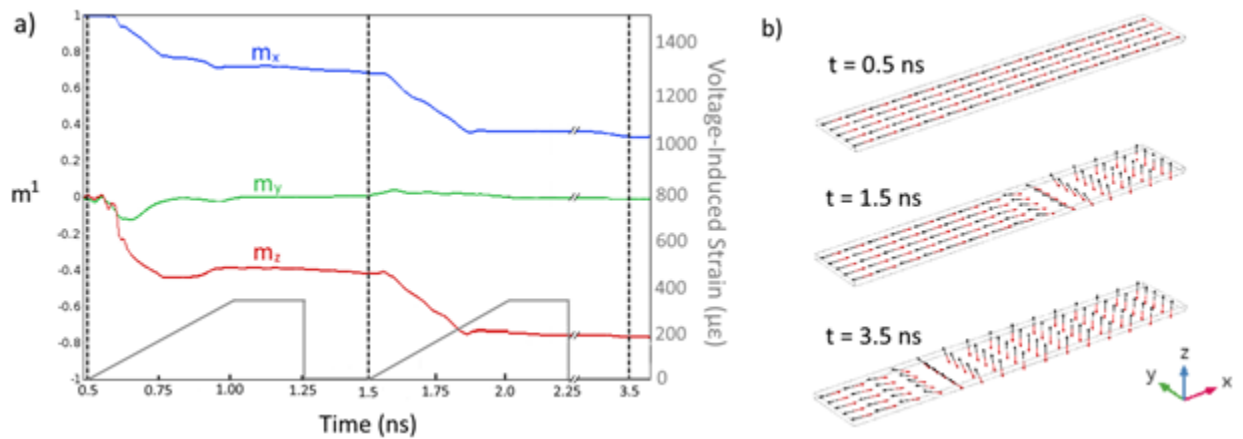 a)
1
0.8
0.6
0.4
0.2
0
-0.2
-0.4
-0.6
-0.8
-1
m¹
mₓ
mᵧ
m_z
0.5
0.75
1.00
1.25
1.5
1.75
2.0
2.25
3.5
Time (ns)
1400
1200
1000
800
600
400
200
0
Voltage-Induced Strain (με)
b)
t = 0.5 ns
t = 1.5 ns
t = 3.5 ns
z
y
x